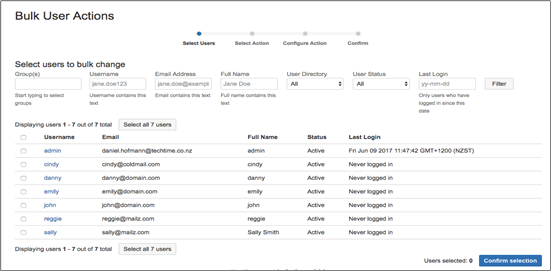 Bulk User Actions
Select Users Select Action Configure Action Confirm
Select users to bulk change
Group(s) Username Email Address Full Name User Directory User Status Last Login
jane.doe123 jane.doe@exampl Jane Doe All All yy-mm-dd Filter
Start typing to select groups Username contains this text Email contains this text Full name contains this text Only users who have logged in since this date
Displaying users 1 - 7 out of 7 total Select all 7 users
Username Email Full Name Status Last Login
admin daniel.hofmann@techtime.co.nz admin Active Fri Jun 09 2017 11:47:42 GMT+1200 (NZST)
cindy cindy@coldmail.com cindy Active Never logged in
danny danny@domain.com danny Active Never logged in
emily emily@domain.com emily Active Never logged in
john john@domain.com john Active Never logged in
reggie reggie@mailz.com reggie Active Never logged in
sally sally@mailz.com Sally Smith Active Never logged in
Displaying users 1 - 7 out of 7 total Select all 7 users
Users selected: 0 Confirm selection